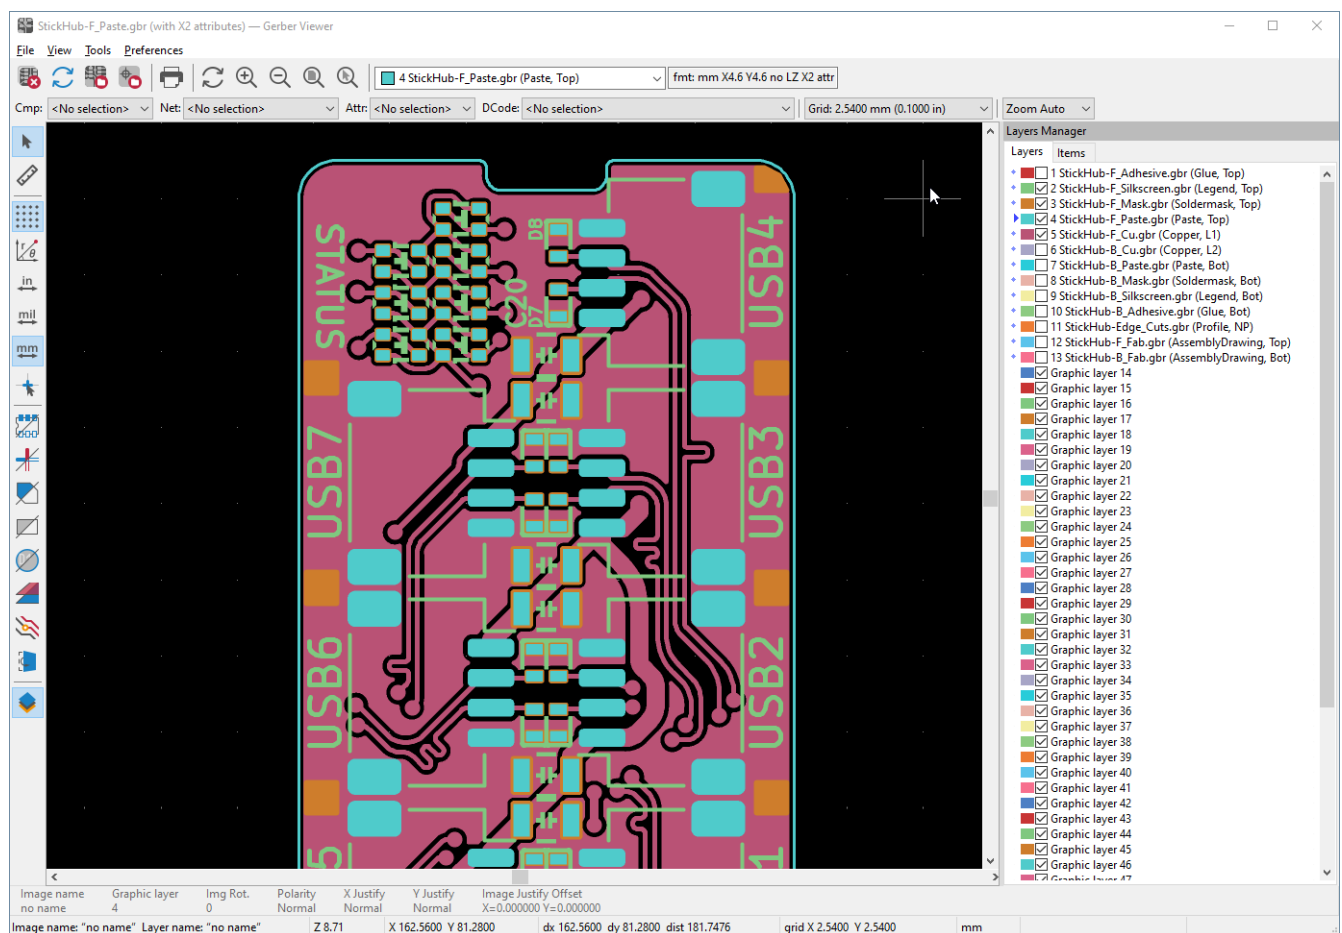 StickHub-F_Paste.gbr (with X2 attributes) — Gerber Viewer
File View Tools Preferences
4 StickHub-F_Paste.gbr (Paste, Top) fmt: mm X4.6 Y4.6 no LZ X2 attr
Cmp: <No selection> Net: <No selection> Attr: <No selection> DCode: <No selection> Grid: 2.5400 mm (0.1000 in) Zoom Auto
in
mil
mm
STATUS
D8
C20
D7
USB4
USB7
USB3
USB6
USB2
5
1
Layers Manager
Layers Items
1 StickHub-F_Adhesive.gbr (Glue, Top)
2 StickHub-F_Silkscreen.gbr (Legend, Top)
3 StickHub-F_Mask.gbr (Soldermask, Top)
4 StickHub-F_Paste.gbr (Paste, Top)
5 StickHub-F_Cu.gbr (Copper, L1)
6 StickHub-B_Cu.gbr (Copper, L2)
7 StickHub-B_Paste.gbr (Paste, Bot)
8 StickHub-B_Mask.gbr (Soldermask, Bot)
9 StickHub-B_Silkscreen.gbr (Legend, Bot)
10 StickHub-B_Adhesive.gbr (Glue, Bot)
11 StickHub-Edge_Cuts.gbr (Profile, NP)
12 StickHub-F_Fab.gbr (AssemblyDrawing, Top)
13 StickHub-B_Fab.gbr (AssemblyDrawing, Bot)
Graphic layer 14
Graphic layer 15
Graphic layer 16
Graphic layer 17
Graphic layer 18
Graphic layer 19
Graphic layer 20
Graphic layer 21
Graphic layer 22
Graphic layer 23
Graphic layer 24
Graphic layer 25
Graphic layer 26
Graphic layer 27
Graphic layer 28
Graphic layer 29
Graphic layer 30
Graphic layer 31
Graphic layer 32
Graphic layer 33
Graphic layer 34
Graphic layer 35
Graphic layer 36
Graphic layer 37
Graphic layer 38
Graphic layer 39
Graphic layer 40
Graphic layer 41
Graphic layer 42
Graphic layer 43
Graphic layer 44
Graphic layer 45
Graphic layer 46
Graphic layer 47
Image name Graphic layer Img Rot. Polarity X Justify Y Justify Image Justify Offset
no name 4 0 Normal Normal Normal X=0.000000 Y=0.000000
Image name: "no name" Layer name: "no name" Z 8.71 X 162.5600 Y 81.2800 dx 162.5600 dy 81.2800 dist 181.7476 grid X 2.5400 Y 2.5400 mm